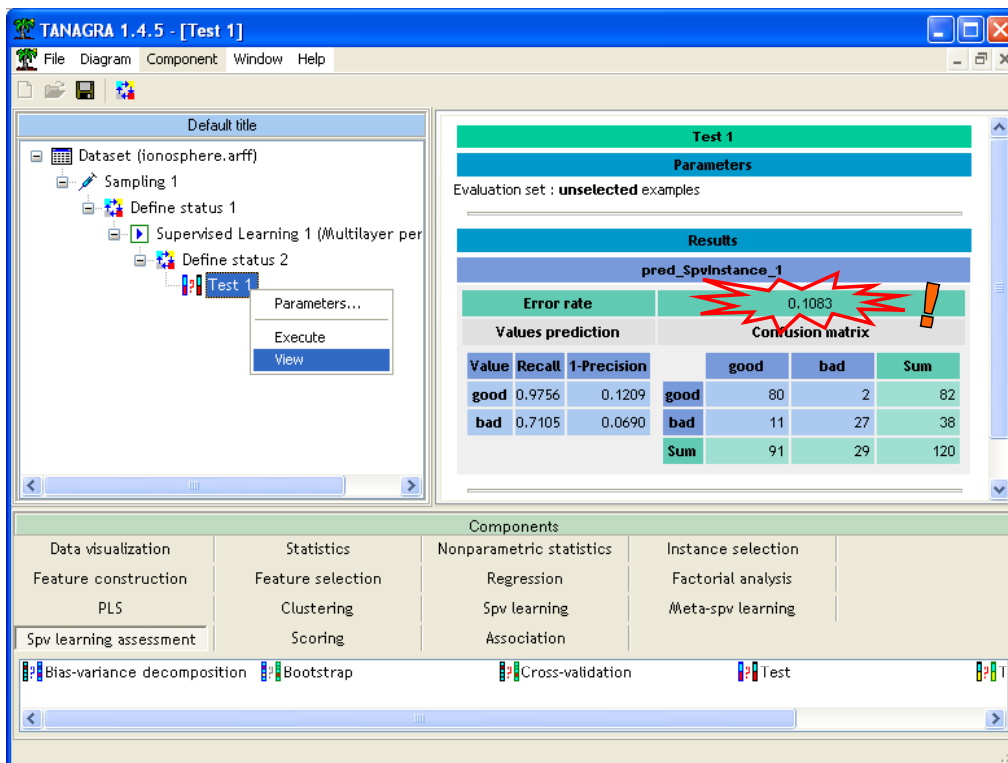 TANAGRA 1.4.5 - [Test 1]
File Diagram Component Window Help
Default title
Dataset (ionosphere.arff)
Sampling 1
Define status 1
Supervised Learning 1 (Multilayer per
Define status 2
Test 1
Parameters...
Execute
View
Test 1
Parameters
Evaluation set : unselected examples
Results
pred_SpvInstance_1
Error rate 0.1083
Values prediction Confusion matrix
Value Recall 1-Precision good bad Sum
good 0.9756 0.1209 good 80 2 82
bad 0.7105 0.0690 bad 11 27 38
Sum 91 29 120
!
Components
Data visualization Statistics Nonparametric statistics Instance selection
Feature construction Feature selection Regression Factorial analysis
PLS Clustering Spv learning Meta-spv learning
Spv learning assessment Scoring Association
Bias-variance decomposition Bootstrap Cross-validation Test T